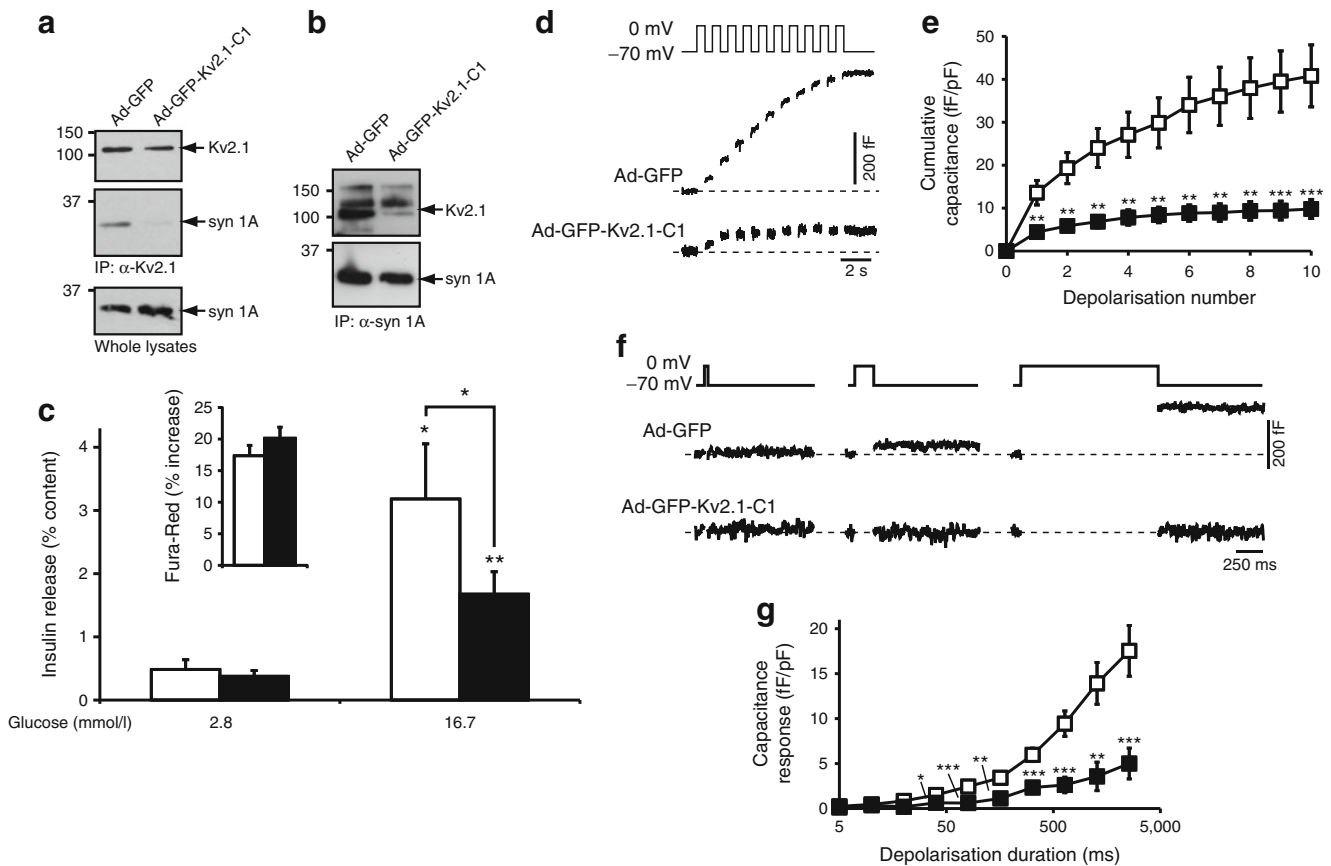 a
Ad-GFP
Ad-GFP-Kv2.1-C1
150
100
Kv2.1
37
syn 1A
IP: α-Kv2.1
37
syn 1A
Whole lysates
b
Ad-GFP
Ad-GFP-Kv2.1-C1
150
100
Kv2.1
37
syn 1A
IP: α-syn 1A
c
Insulin release (% content)
4
3
2
1
0
Fura-Red (% increase)
25
20
15
10
5
0
*
*
**
Glucose (mmol/l)
2.8
16.7
d
0 mV
−70 mV
Ad-GFP
200 fF
Ad-GFP-Kv2.1-C1
2 s
e
Cumulative
capacitance (fF/pF)
50
40
30
20
10
0
** ** ** ** ** ** ** ** *** ***
0 2 4 6 8 10
Depolarisation number
f
0 mV
−70 mV
Ad-GFP
200 fF
Ad-GFP-Kv2.1-C1
250 ms
g
Capacitance
response (fF/pF)
20
15
10
5
0
* *** ** *** *** ** ***
5 50 500 5,000
Depolarisation duration (ms)